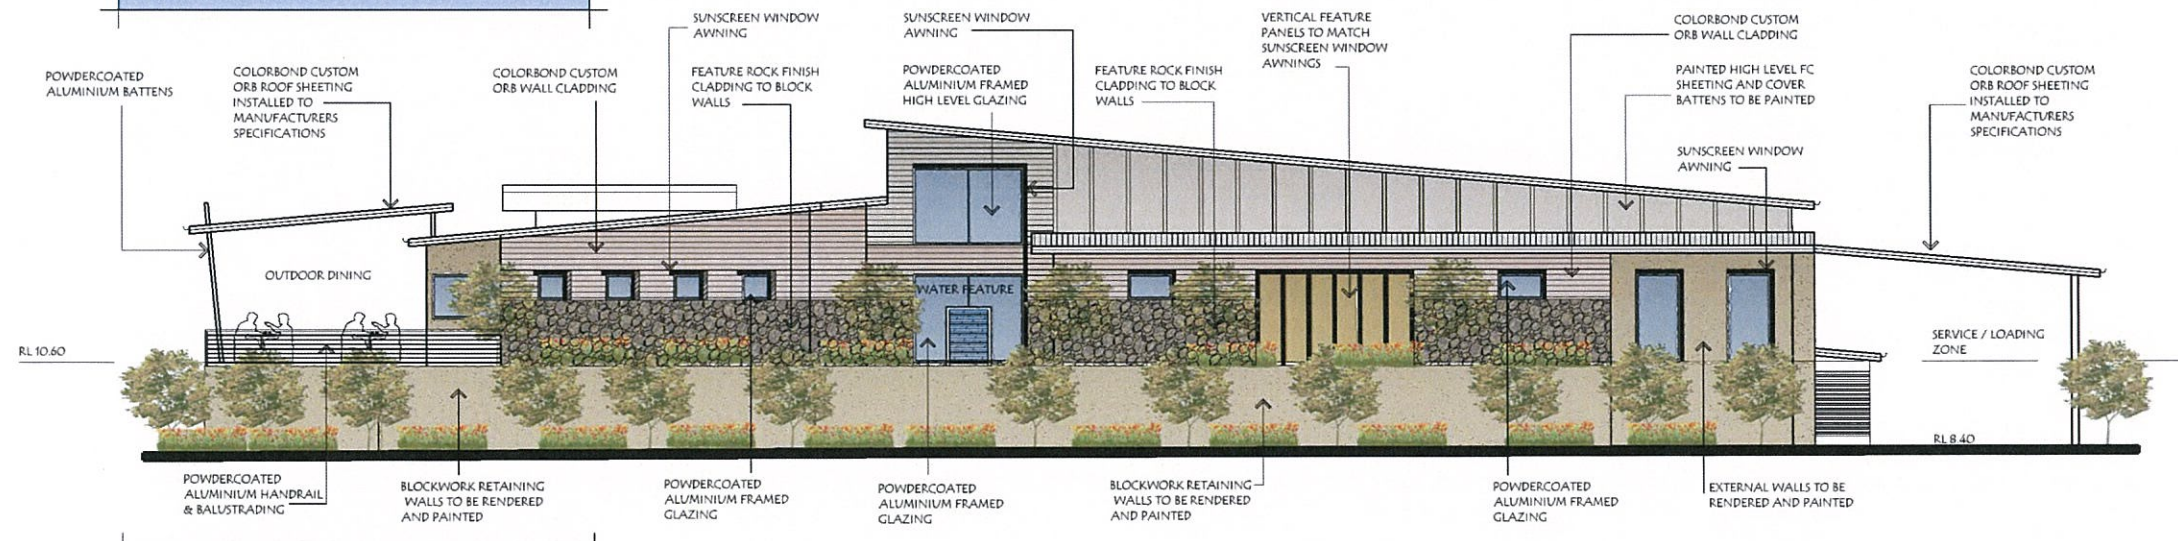 SUNSCREEN WINDOW
AWNING
SUNSCREEN WINDOW
AWNING
VERTICAL FEATURE
PANELS TO MATCH
SUNSCREEN WINDOW
AWNINGS
COLORBOND CUSTOM
ORB WALL CLADDING
POWDERCOATED
ALUMINIUM BATTENS
COLORBOND CUSTOM
ORB ROOF SHEETING
INSTALLED TO
MANUFACTURERS
SPECIFICATIONS
COLORBOND CUSTOM
ORB WALL CLADDING
FEATURE ROCK FINISH
CLADDING TO BLOCK
WALLS
POWDERCOATED
ALUMINIUM FRAMED
HIGH LEVEL GLAZING
FEATURE ROCK FINISH
CLADDING TO BLOCK
WALLS
PAINTED HIGH LEVEL FC
SHEETING AND COVER
BATTENS TO BE PAINTED
COLORBOND CUSTOM
ORB ROOF SHEETING
INSTALLED TO
MANUFACTURERS
SPECIFICATIONS
SUNSCREEN WINDOW
AWNING
OUTDOOR DINING
WATER FEATURE
SERVICE / LOADING
ZONE
RL 10.60
RL 8.40
POWDERCOATED
ALUMINIUM HANDRAIL
& BALUSTRADING
BLOCKWORK RETAINING
WALLS TO BE RENDERED
AND PAINTED
POWDERCOATED
ALUMINIUM FRAMED
GLAZING
POWDERCOATED
ALUMINIUM FRAMED
GLAZING
BLOCKWORK RETAINING
WALLS TO BE RENDERED
AND PAINTED
POWDERCOATED
ALUMINIUM FRAMED
GLAZING
EXTERNAL WALLS TO BE
RENDERED AND PAINTED